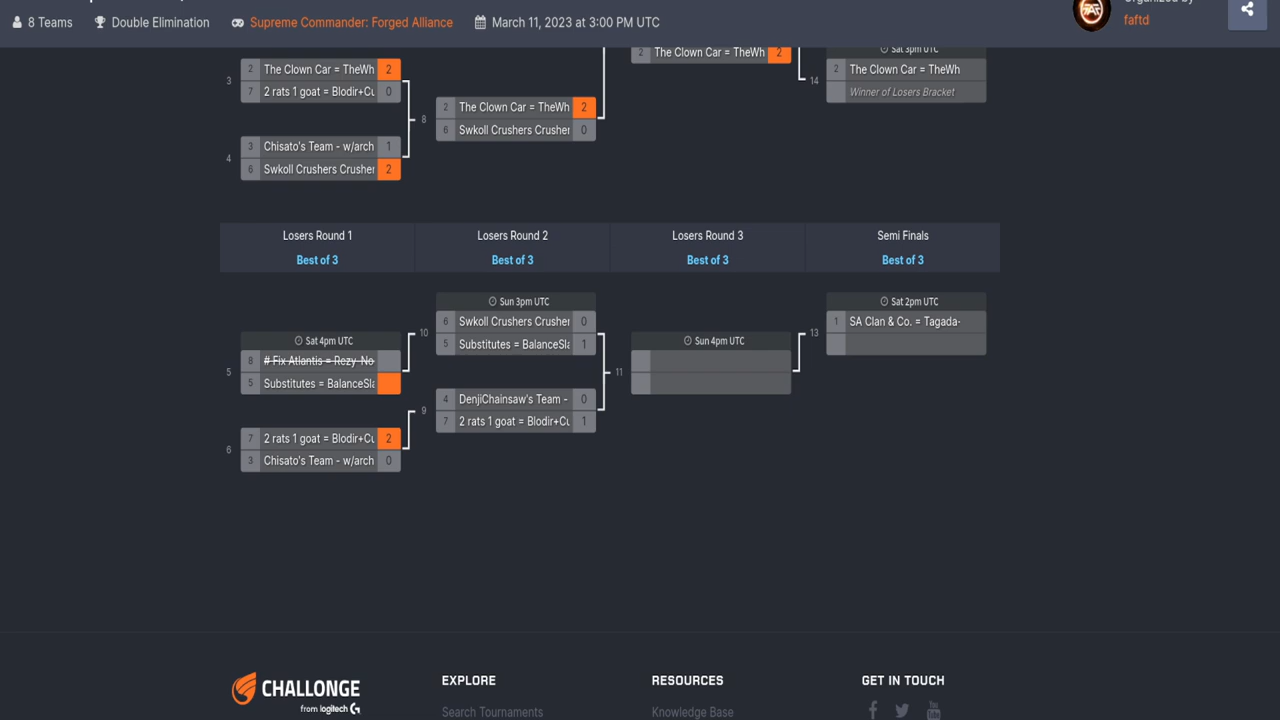 8 Teams Double Elimination Supreme Commander: Forged Alliance March 11, 2023 at 3:00 PM UTC
faftd
2 The Clown Car = TheWh 2
Sat 3pm UTC
3
2 The Clown Car = TheWh 2
7 2 rats 1 goat = Blodir+Cu 0
14
2 The Clown Car = TheWh
Winner of Losers Bracket
8
2 The Clown Car = TheWh 2
6 Swkoll Crushers Crusher 0
4
3 Chisato's Team - w/arch 1
6 Swkoll Crushers Crusher 2
Losers Round 1 Losers Round 2 Losers Round 3 Semi Finals
Best of 3 Best of 3 Best of 3 Best of 3
10
Sun 3pm UTC
6 Swkoll Crushers Crusher 0
5 Substitutes = BalanceSla 1
13
Sat 2pm UTC
1 SA Clan & Co. = Tagada-
5
Sat 4pm UTC
8 # Fix Atlantis = Rezy-No
5 Substitutes = BalanceSla
11
Sun 4pm UTC
9
4 DenjiChainsaw's Team -  0
7 2 rats 1 goat = Blodir+Cu 1
6
7 2 rats 1 goat = Blodir+Cu 2
3 Chisato's Team - w/arch 0
CHALLONGE
from logitech G
EXPLORE RESOURCES GET IN TOUCH
Search Tournaments Knowledge Base